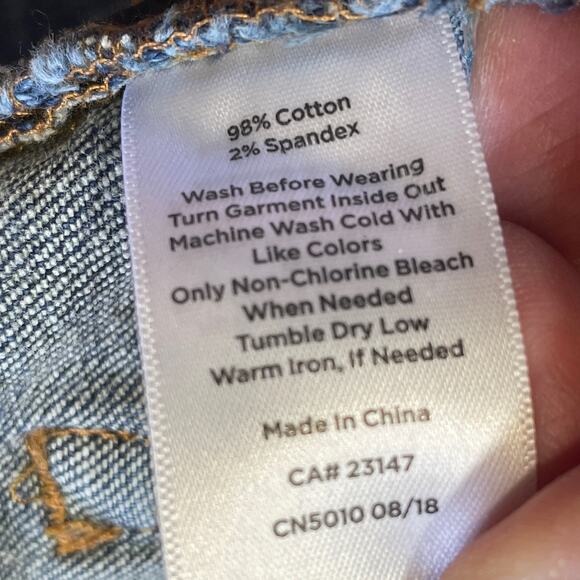 98% Cotton
2% Spandex
Wash Before Wearing
Turn Garment Inside Out
Machine Wash Cold With
Like Colors
Only Non-Chlorine Bleach
When Needed
Tumble Dry Low
Warm Iron, If Needed
Made In China
CA# 23147
CN5010 08/18